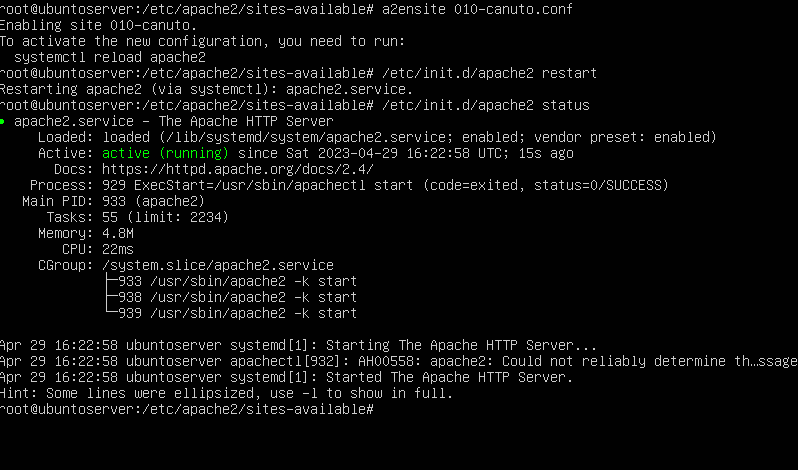 root@ubuntoserver:/etc/apache2/sites-available# a2ensite 010-canuto.conf
Enabling site 010-canuto.
To activate the new configuration, you need to run:
  systemctl reload apache2
root@ubuntoserver:/etc/apache2/sites-available# /etc/init.d/apache2 restart
Restarting apache2 (via systemctl): apache2.service.
root@ubuntoserver:/etc/apache2/sites-available# /etc/init.d/apache2 status
● apache2.service - The Apache HTTP Server
     Loaded: loaded (/lib/systemd/system/apache2.service; enabled; vendor preset: enabled)
     Active: active (running) since Sat 2023-04-29 16:22:58 UTC; 15s ago
       Docs: https://httpd.apache.org/docs/2.4/
    Process: 929 ExecStart=/usr/sbin/apachectl start (code=exited, status=0/SUCCESS)
   Main PID: 933 (apache2)
      Tasks: 55 (limit: 2234)
     Memory: 4.8M
        CPU: 22ms
     CGroup: /system.slice/apache2.service
             ├─933 /usr/sbin/apache2 -k start
             ├─938 /usr/sbin/apache2 -k start
             └─939 /usr/sbin/apache2 -k start

Apr 29 16:22:58 ubuntoserver systemd[1]: Starting The Apache HTTP Server...
Apr 29 16:22:58 ubuntoserver apachectl[932]: AH00558: apache2: Could not reliably determine th…ssage
Apr 29 16:22:58 ubuntoserver systemd[1]: Started The Apache HTTP Server.
Hint: Some lines were ellipsized, use -l to show in full.
root@ubuntoserver:/etc/apache2/sites-available#